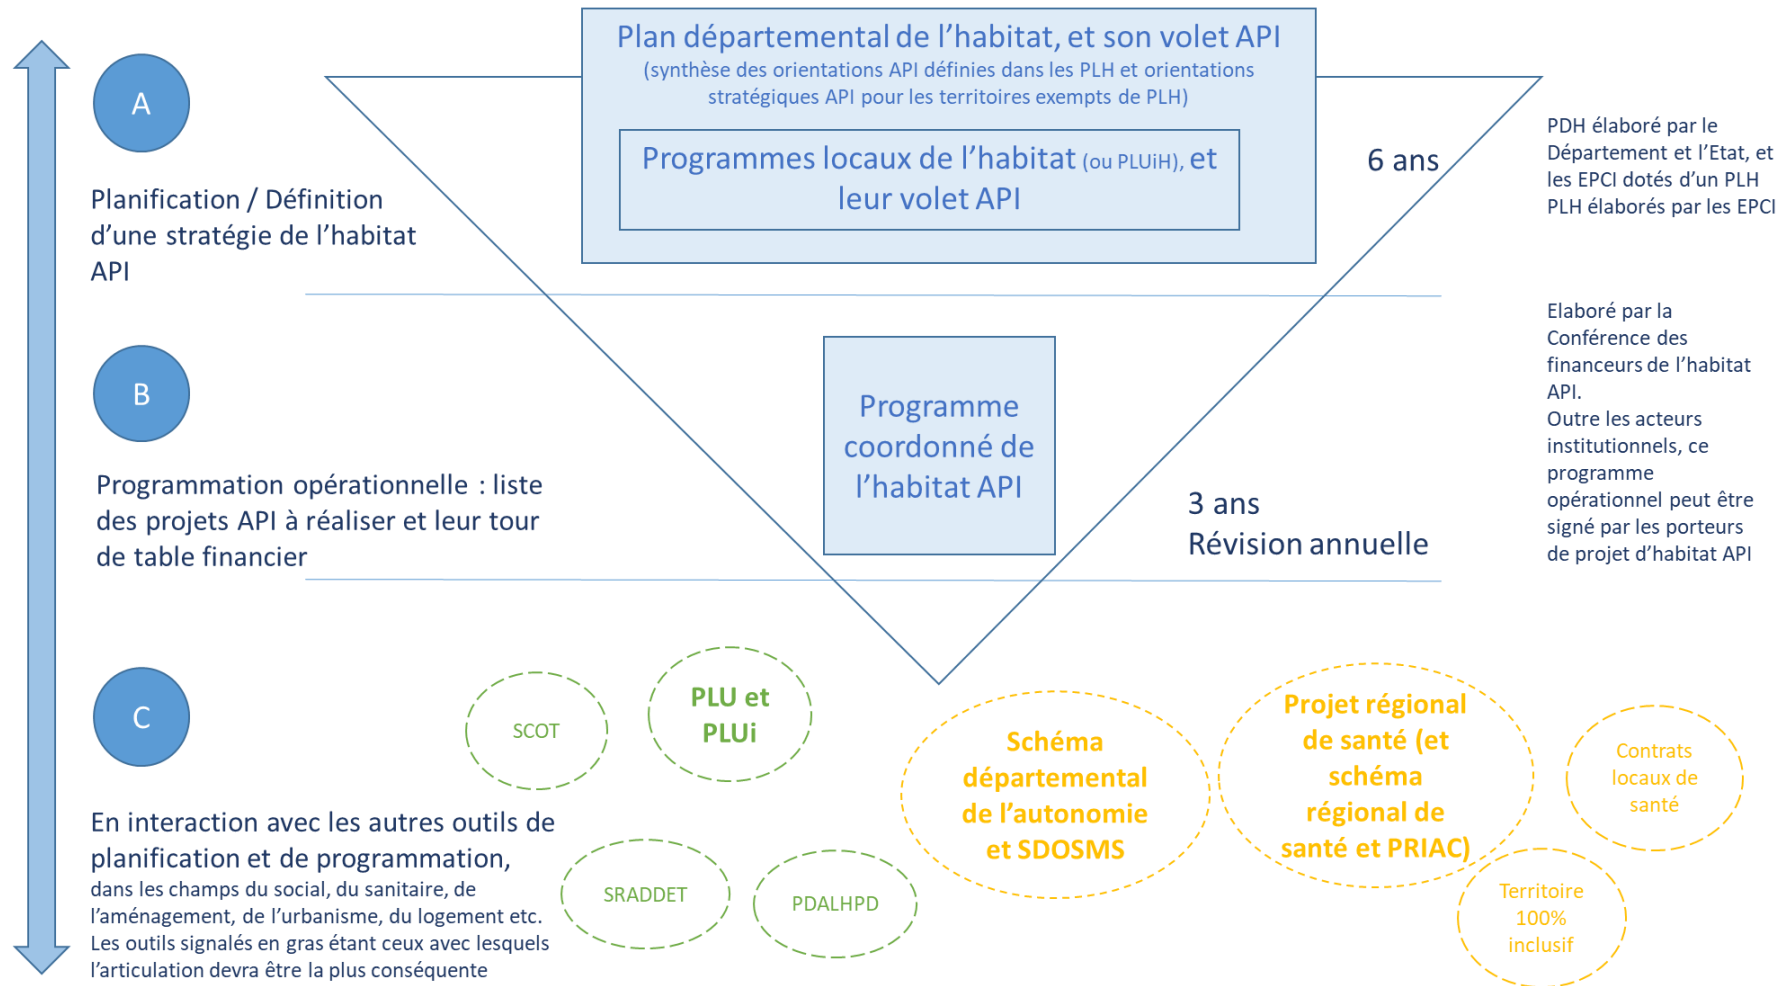 Plan départemental de l’habitat, et son volet API
(synthèse des orientations API définies dans les PLH et orientations
stratégiques API pour les territoires exempts de PLH)
Programmes locaux de l’habitat (ou PLUiH), et
leur volet API
6 ans
PDH élaboré par le
Département et l’Etat, et
les EPCI dotés d’un PLH
PLH élaborés par les EPCI
A
Planification / Définition
d’une stratégie de l’habitat
API
B
Programmation opérationnelle : liste
des projets API à réaliser et leur tour
de table financier
Programme
coordonné de
l’habitat API
3 ans
Révision annuelle
Elaboré par la
Conférence des
financeurs de l’habitat
API.
Outre les acteurs
institutionnels, ce
programme
opérationnel peut être
signé par les porteurs
de projet d’habitat API
C
En interaction avec les autres outils de
planification et de programmation,
dans les champs du social, du sanitaire, de
l’aménagement, de l’urbanisme, du logement etc.
Les outils signalés en gras étant ceux avec lesquels
l’articulation devra être la plus conséquente
SCOT
PLU et
PLUi
SRADDET
PDALHPD
Schéma
départemental
de l’autonomie
et SDOSMS
Projet régional
de santé (et
schéma
régional de
santé et PRIAC)
Contrats
locaux de
santé
Territoire
100%
inclusif